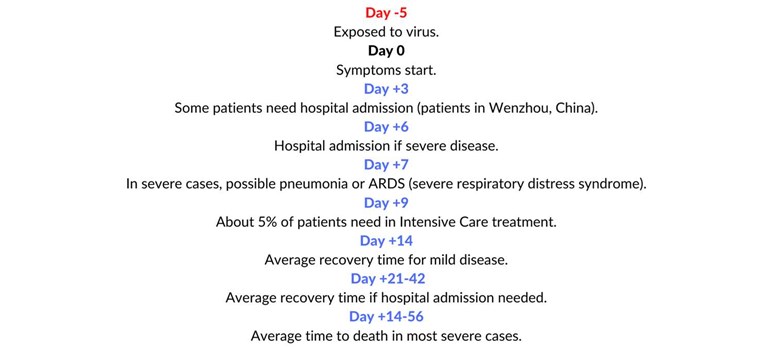 Day -5
Exposed to virus.
Day 0
Symptoms start.
Day +3
Some patients need hospital admission (patients in Wenzhou, China).
Day +6
Hospital admission if severe disease.
Day +7
In severe cases, possible pneumonia or ARDS (severe respiratory distress syndrome).
Day +9
About 5% of patients need in Intensive Care treatment.
Day +14
Average recovery time for mild disease.
Day +21-42
Average recovery time if hospital admission needed.
Day +14-56
Average time to death in most severe cases.